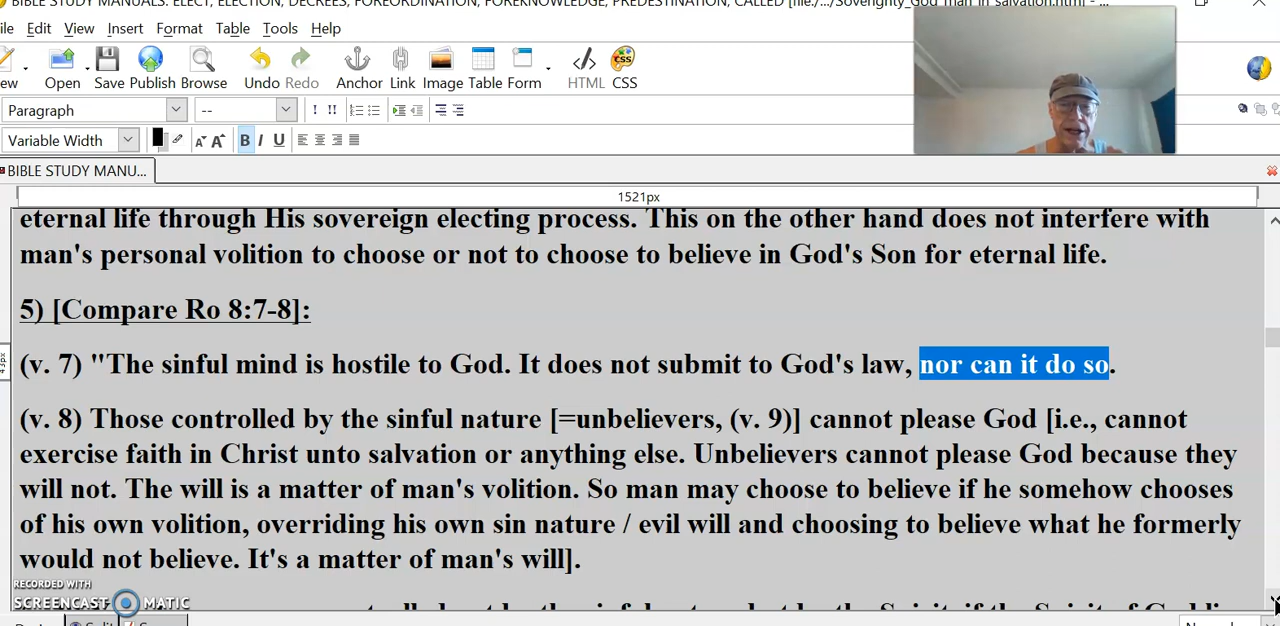 BIBLE STUDY MANUALS: ELECT, ELECTION, DECREES, FOREORDINATION, FOREKNOWLEDGE, PREDESTINATION, CALLED [file:/.../Soverignty_God_man_in_salvation.html] - ...
ile Edit View Insert Format Table Tools Help
ew Open Save Publish Browse Undo Redo Anchor Link Image Table Form HTML CSS
Paragraph -- ! !!
Variable Width B I U
BIBLE STUDY MANU...
1521px
eternal life through His sovereign electing process. This on the other hand does not interfere with
man's personal volition to choose or not to choose to believe in God's Son for eternal life.
5) [Compare Ro 8:7-8]:
(v. 7) "The sinful mind is hostile to God. It does not submit to God's law, nor can it do so.
(v. 8) Those controlled by the sinful nature [=unbelievers, (v. 9)] cannot please God [i.e., cannot
exercise faith in Christ unto salvation or anything else. Unbelievers cannot please God because they
will not. The will is a matter of man's volition. So man may choose to believe if he somehow chooses
of his own volition, overriding his own sin nature / evil will and choosing to believe what he formerly
would not believe. It's a matter of man's will].
RECORDED WITH
SCREENCAST MATIC